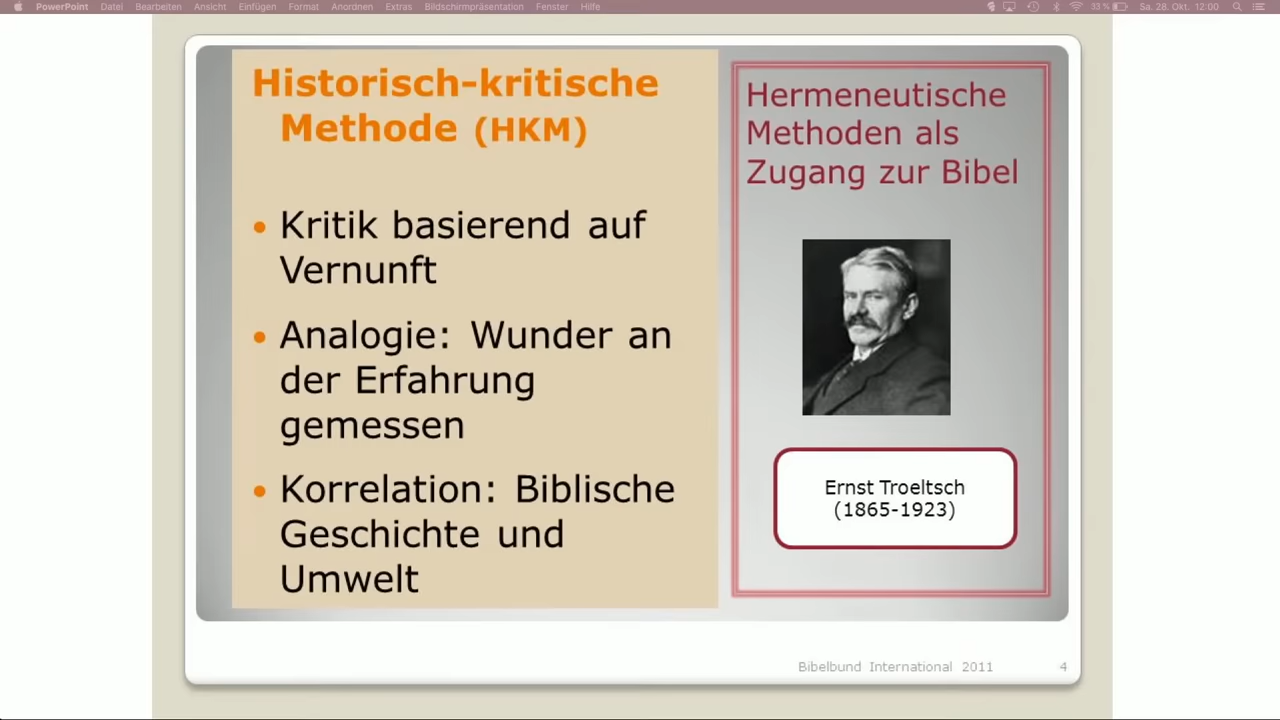 PowerPoint Datei Bearbeiten Ansicht Einfügen Format Anordnen Extras Bildschirmpräsentation Fenster Hilfe 33 % Sa. 28. Okt. 12:00
Historisch-kritische
Methode (HKM)
• Kritik basierend auf
Vernunft
• Analogie: Wunder an
der Erfahrung
gemessen
• Korrelation: Biblische
Geschichte und
Umwelt
Hermeneutische
Methoden als
Zugang zur Bibel
Ernst Troeltsch
(1865-1923)
Bibelbund International 2011 4